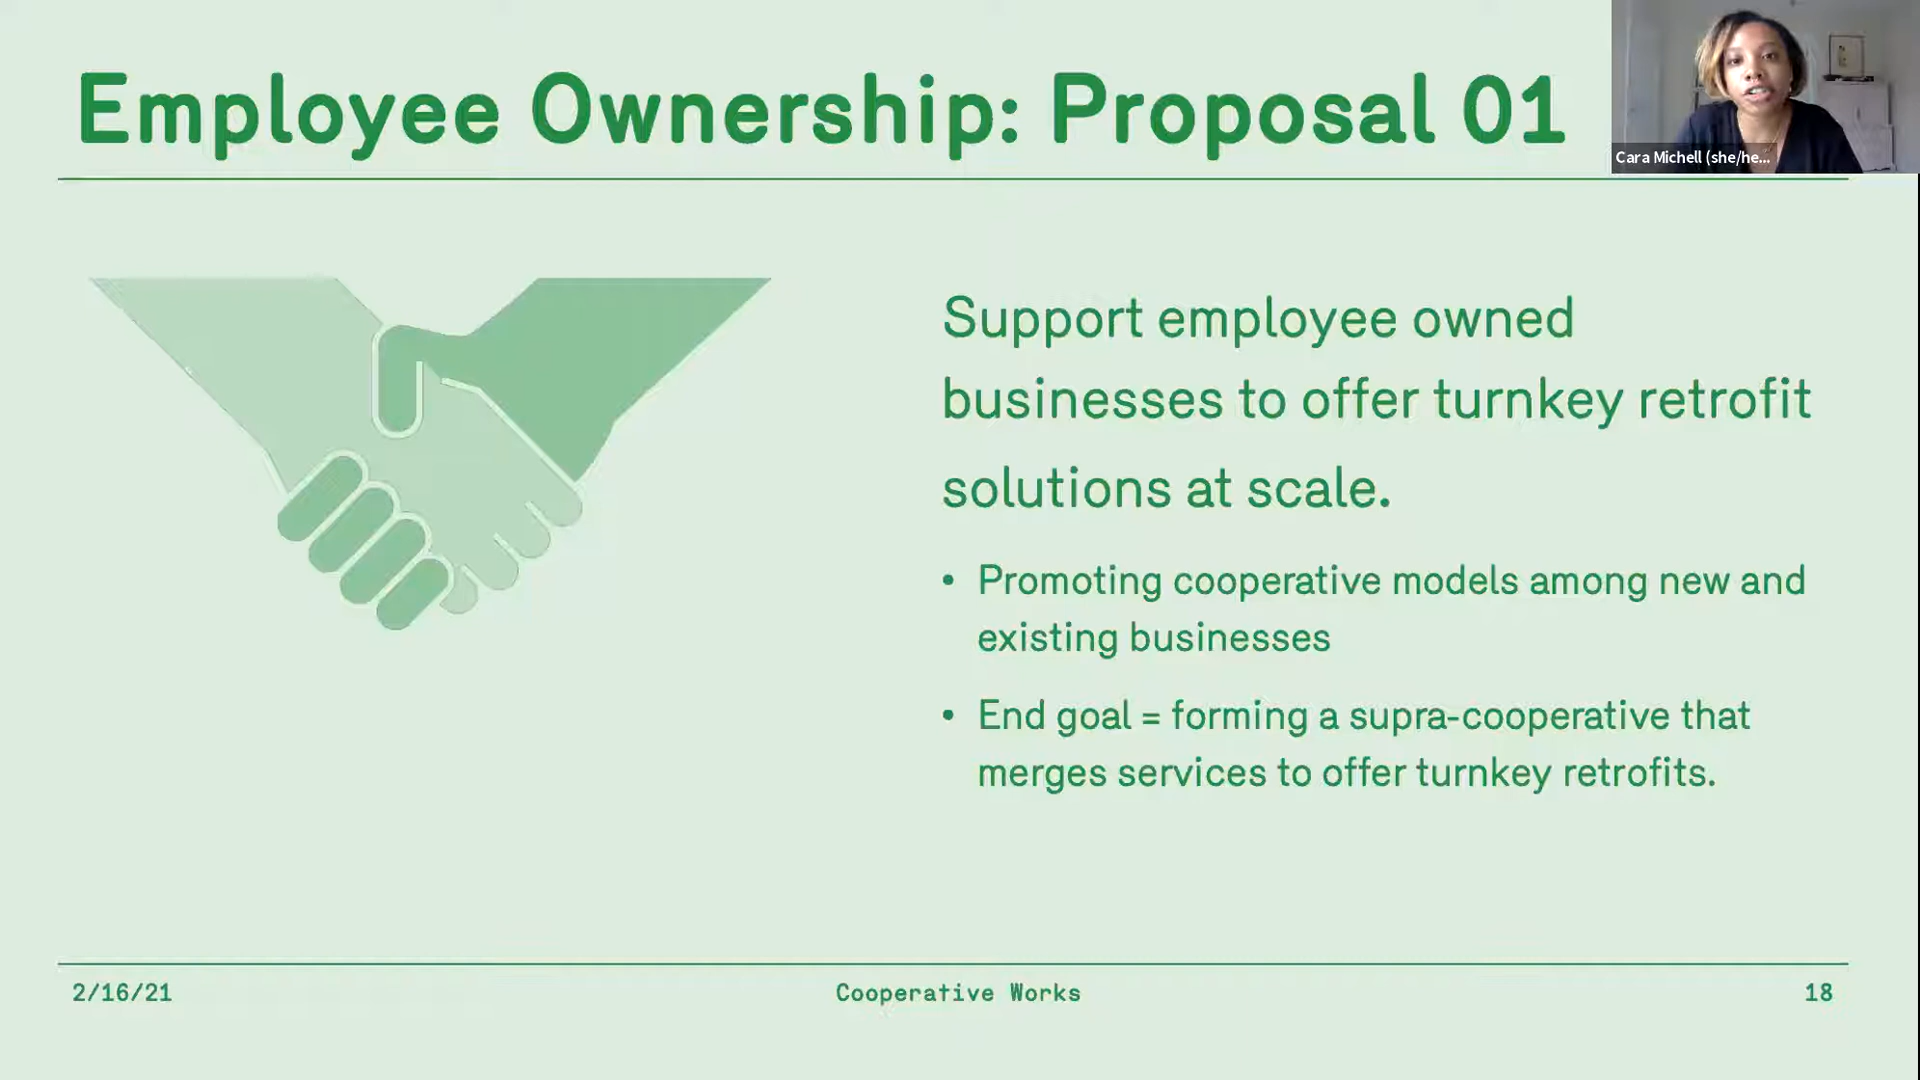 Employee Ownership: Proposal 01
Cara Michell (she/he...
Support employee owned
businesses to offer turnkey retrofit
solutions at scale.
• Promoting cooperative models among new and
existing businesses
• End goal = forming a supra-cooperative that
merges services to offer turnkey retrofits.
2/16/21
Cooperative Works
18